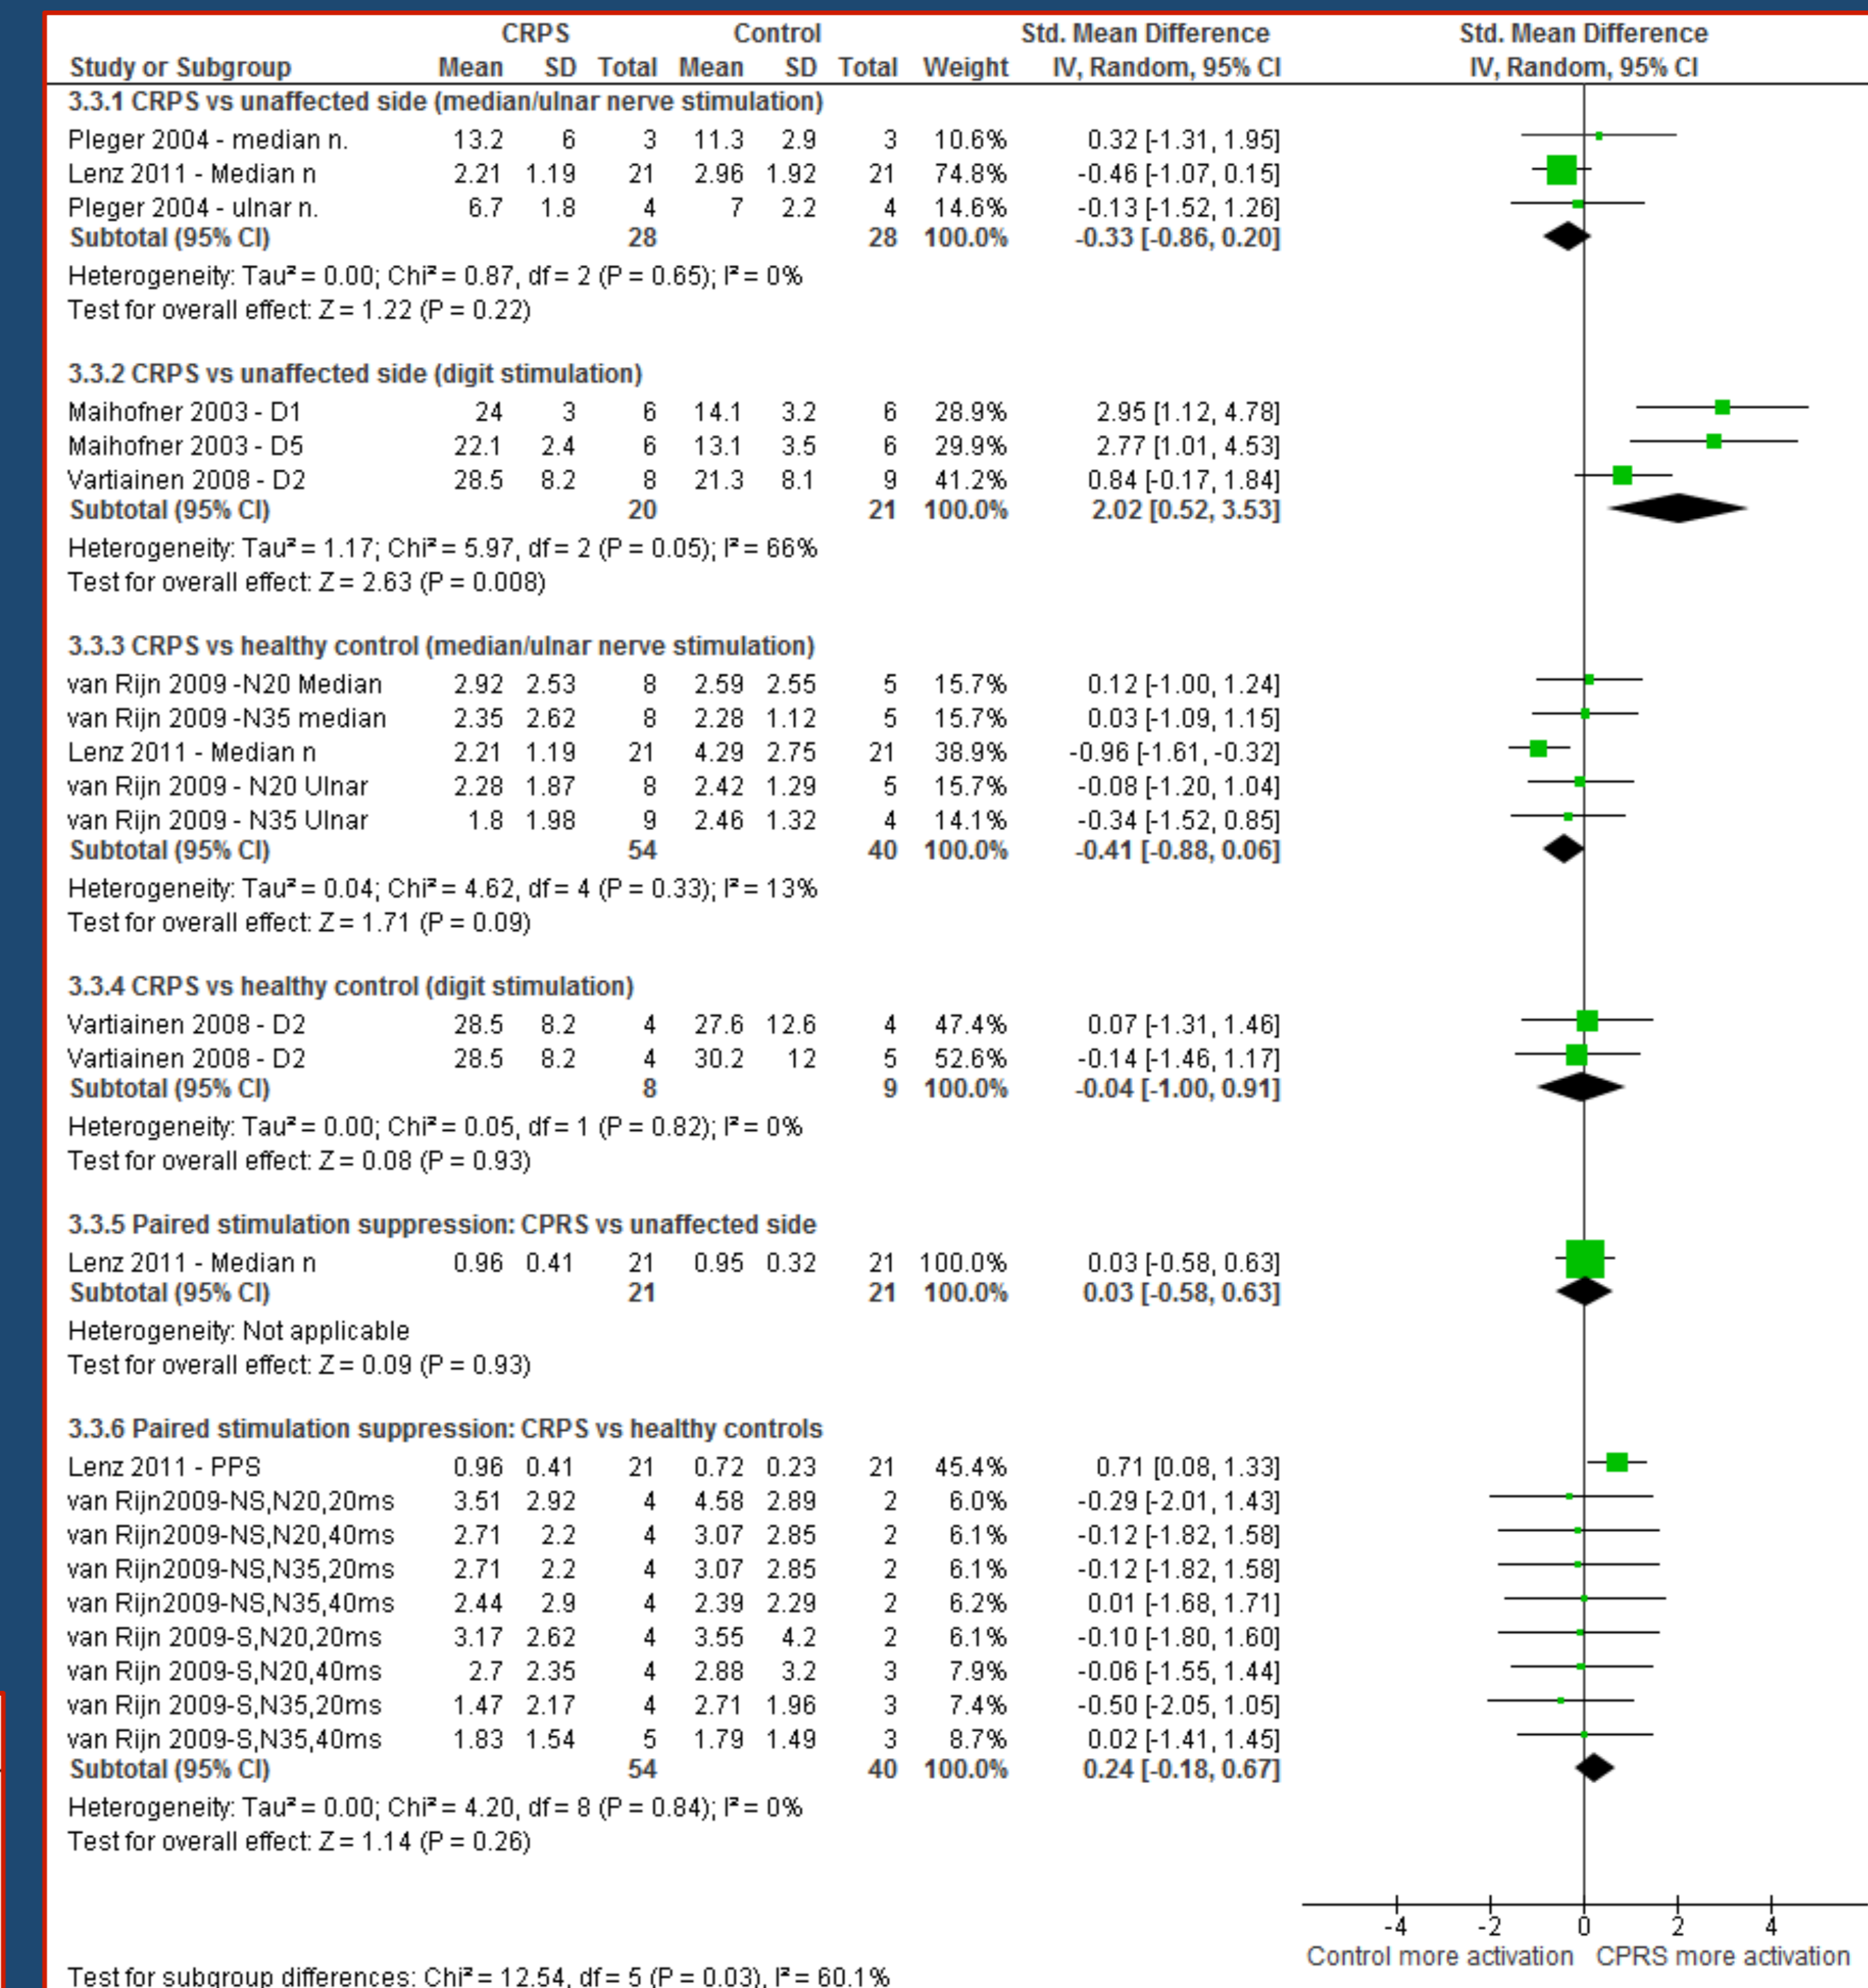 CRPS Control Std. Mean Difference Std. Mean Difference
Study or Subgroup Mean SD Total Mean SD Total Weight IV, Random, 95% CI IV, Random, 95% CI
3.3.1 CRPS vs unaffected side (median/ulnar nerve stimulation)
Pleger 2004 - median n. 13.2 6 3 11.3 2.9 3 10.6% 0.32 [-1.31, 1.95]
Lenz 2011 - Median n 2.21 1.19 21 2.96 1.92 21 74.8% -0.46 [-1.07, 0.15]
Pleger 2004 - ulnar n. 6.7 1.8 4 7 2.2 4 14.6% -0.13 [-1.52, 1.26]
Subtotal (95% CI) 28 28 100.0% -0.33 [-0.86, 0.20]
Heterogeneity: Tau² = 0.00; Chi² = 0.87, df = 2 (P = 0.65); I² = 0%
Test for overall effect: Z = 1.22 (P = 0.22)
3.3.2 CRPS vs unaffected side (digit stimulation)
Maihofner 2003 - D1 24 3 6 14.1 3.2 6 28.9% 2.95 [1.12, 4.78]
Maihofner 2003 - D5 22.1 2.4 6 13.1 3.5 6 29.9% 2.77 [1.01, 4.53]
Vartiainen 2008 - D2 28.5 8.2 8 21.3 8.1 9 41.2% 0.84 [-0.17, 1.84]
Subtotal (95% CI) 20 21 100.0% 2.02 [0.52, 3.53]
Heterogeneity: Tau² = 1.17; Chi² = 5.97, df = 2 (P = 0.05); I² = 66%
Test for overall effect: Z = 2.63 (P = 0.008)
3.3.3 CRPS vs healthy control (median/ulnar nerve stimulation)
van Rijn 2009 -N20 Median 2.92 2.53 8 2.59 2.55 5 15.7% 0.12 [-1.00, 1.24]
van Rijn 2009 -N35 median 2.35 2.62 8 2.28 1.12 5 15.7% 0.03 [-1.09, 1.15]
Lenz 2011 - Median n 2.21 1.19 21 4.29 2.75 21 38.9% -0.96 [-1.61, -0.32]
van Rijn 2009 - N20 Ulnar 2.28 1.87 8 2.42 1.29 5 15.7% -0.08 [-1.20, 1.04]
van Rijn 2009 - N35 Ulnar 1.8 1.98 9 2.46 1.32 4 14.1% -0.34 [-1.52, 0.85]
Subtotal (95% CI) 54 40 100.0% -0.41 [-0.88, 0.06]
Heterogeneity: Tau² = 0.04; Chi² = 4.62, df = 4 (P = 0.33); I² = 13%
Test for overall effect: Z = 1.71 (P = 0.09)
3.3.4 CRPS vs healthy control (digit stimulation)
Vartiainen 2008 - D2 28.5 8.2 4 27.6 12.6 4 47.4% 0.07 [-1.31, 1.46]
Vartiainen 2008 - D2 28.5 8.2 4 30.2 12 5 52.6% -0.14 [-1.46, 1.17]
Subtotal (95% CI) 8 9 100.0% -0.04 [-1.00, 0.91]
Heterogeneity: Tau² = 0.00; Chi² = 0.05, df = 1 (P = 0.82); I² = 0%
Test for overall effect: Z = 0.08 (P = 0.93)
3.3.5 Paired stimulation suppression: CPRS vs unaffected side
Lenz 2011 - Median n 0.96 0.41 21 0.95 0.32 21 100.0% 0.03 [-0.58, 0.63]
Subtotal (95% CI) 21 21 100.0% 0.03 [-0.58, 0.63]
Heterogeneity: Not applicable
Test for overall effect: Z = 0.09 (P = 0.93)
3.3.6 Paired stimulation suppression: CRPS vs healthy controls
Lenz 2011 - PPS 0.96 0.41 21 0.72 0.23 21 45.4% 0.71 [0.08, 1.33]
van Rijn2009-NS,N20,20ms 3.51 2.92 4 4.58 2.89 2 6.0% -0.29 [-2.01, 1.43]
van Rijn2009-NS,N20,40ms 2.71 2.2 4 3.07 2.85 2 6.1% -0.12 [-1.82, 1.58]
van Rijn2009-NS,N35,20ms 2.71 2.2 4 3.07 2.85 2 6.1% -0.12 [-1.82, 1.58]
van Rijn2009-NS,N35,40ms 2.44 2.9 4 2.39 2.29 2 6.2% 0.01 [-1.68, 1.71]
van Rijn 2009-S,N20,20ms 3.17 2.62 4 3.55 4.2 2 6.1% -0.10 [-1.80, 1.60]
van Rijn 2009-S,N20,40ms 2.7 2.35 4 2.88 3.2 3 7.9% -0.06 [-1.55, 1.44]
van Rijn 2009-S,N35,20ms 1.47 2.17 4 2.71 1.96 3 7.4% -0.50 [-2.05, 1.05]
van Rijn 2009-S,N35,40ms 1.83 1.54 5 1.79 1.49 3 8.7% 0.02 [-1.41, 1.45]
Subtotal (95% CI) 54 40 100.0% 0.24 [-0.18, 0.67]
Heterogeneity: Tau² = 0.00; Chi² = 4.20, df = 8 (P = 0.84); I² = 0%
Test for overall effect: Z = 1.14 (P = 0.26)
-4 -2 0 2 4
Control more activation CPRS more activation
Test for subgroup differences: Chi² = 12.54, df = 5 (P = 0.03), I² = 60.1%